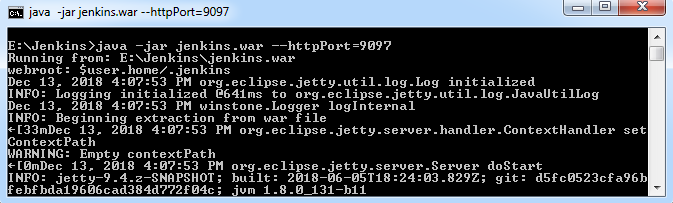 java -jar jenkins.war --httpPort=9097
E:\Jenkins>java -jar jenkins.war --httpPort=9097
Running from: E:\Jenkins\jenkins.war
webroot: $user.home/.jenkins
Dec 13, 2018 4:07:53 PM org.eclipse.jetty.util.log.Log initialized
INFO: Logging initialized @641ms to org.eclipse.jetty.util.log.JavaUtilLog
Dec 13, 2018 4:07:53 PM winstone.Logger logInternal
INFO: Beginning extraction from war file
←[33mDec 13, 2018 4:07:53 PM org.eclipse.jetty.server.handler.ContextHandler set
ContextPath
WARNING: Empty contextPath
←[0mDec 13, 2018 4:07:53 PM org.eclipse.jetty.server.Server doStart
INFO: jetty-9.4.z-SNAPSHOT; built: 2018-06-05T18:24:03.829Z; git: d5fc0523cfa96b
febfbda19606cad384d772f04c; jvm 1.8.0_131-b11